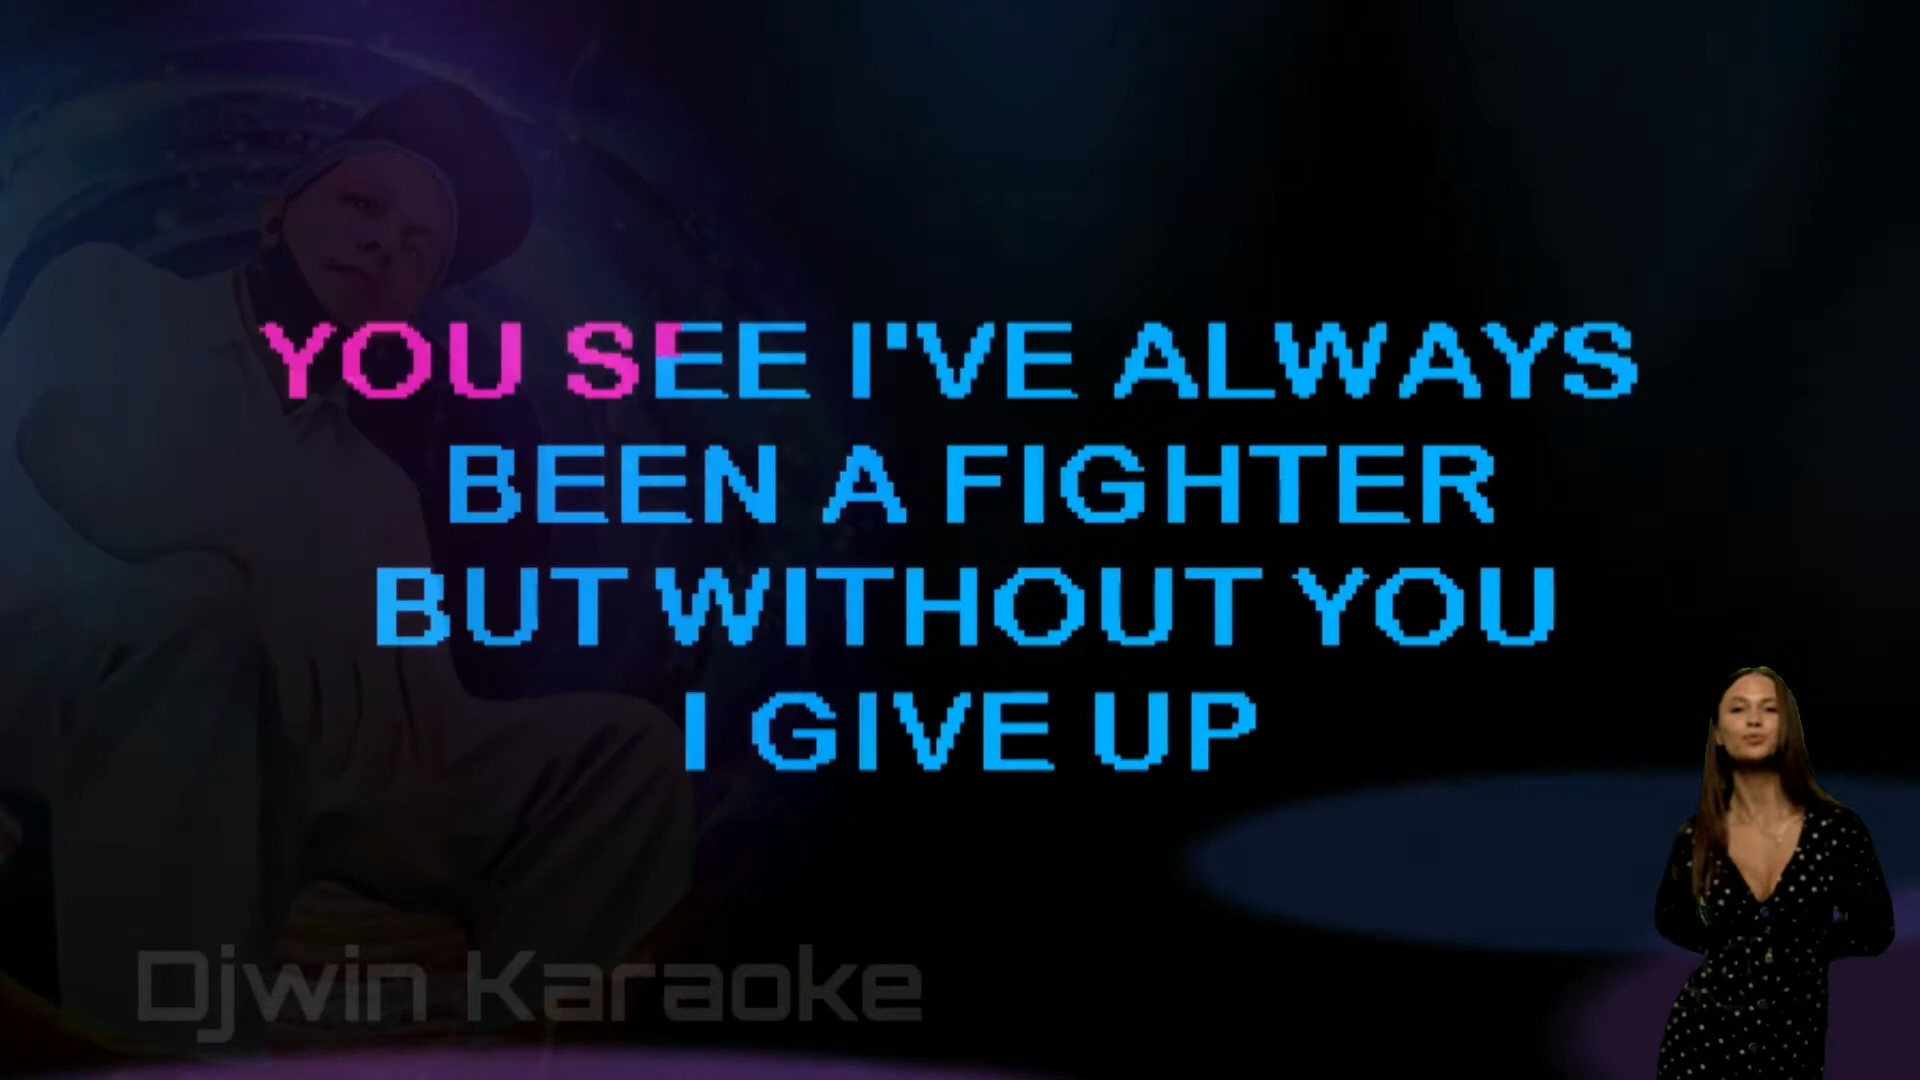 YOU SEE I'VE ALWAYS
BEEN A FIGHTER
BUT WITHOUT YOU
I GIVE UP
Djwin Karaoke